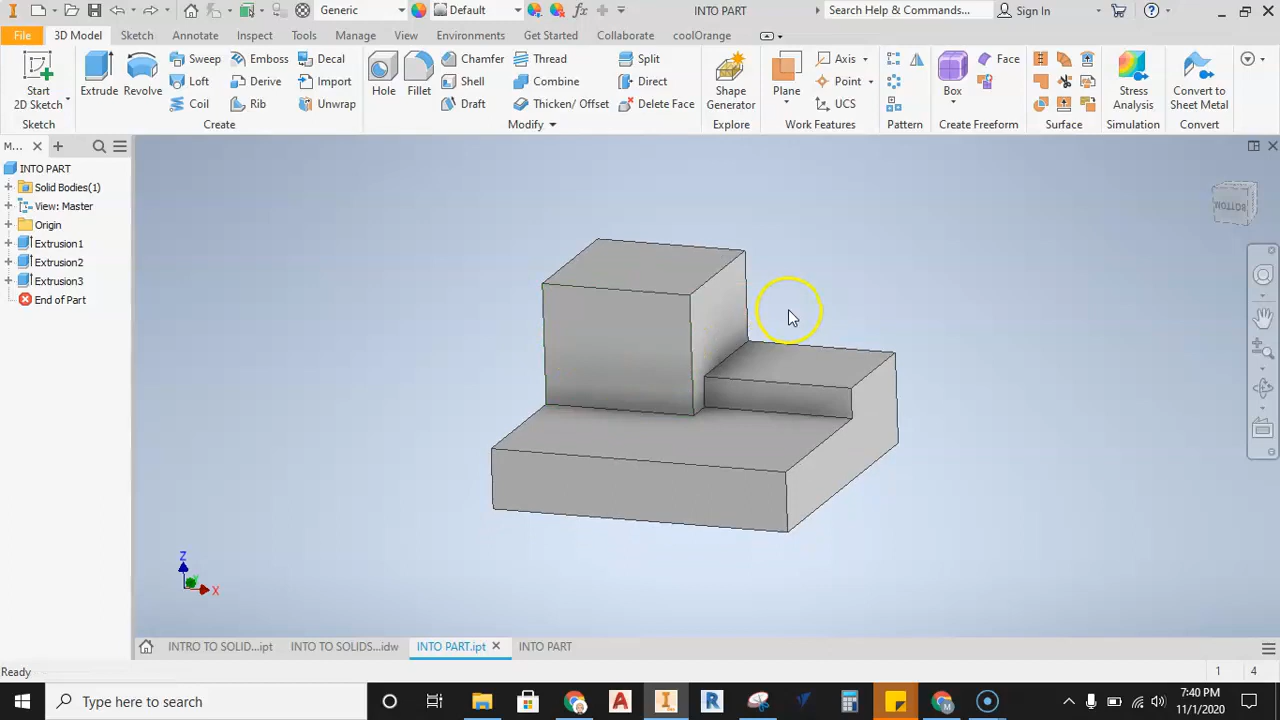 Generic
Default
fx
INTO PART
Search Help & Commands...
Sign In
File
3D Model
Sketch
Annotate
Inspect
Tools
Manage
View
Environments
Get Started
Collaborate
coolOrange
Start
2D Sketch
Sketch
Extrude
Revolve
Sweep
Loft
Coil
Emboss
Derive
Rib
Decal
Import
Unwrap
Create
Hole
Fillet
Chamfer
Shell
Draft
Thread
Combine
Thicken/ Offset
Split
Direct
Delete Face
Modify
Shape
Generator
Explore
Plane
Axis
Point
UCS
Work Features
Pattern
Box
Face
Create Freeform
Surface
Stress
Analysis
Simulation
Convert to
Sheet Metal
Convert
M...
INTO PART
Solid Bodies(1)
View: Master
Origin
Extrusion1
Extrusion2
Extrusion3
End of Part
BOTTOM
Z
Y
X
INTRO TO SOLID...ipt
INTO TO SOLIDS...idw
INTO PART.ipt
INTO PART
Ready
1
4
Type here to search
7:40 PM
11/1/2020